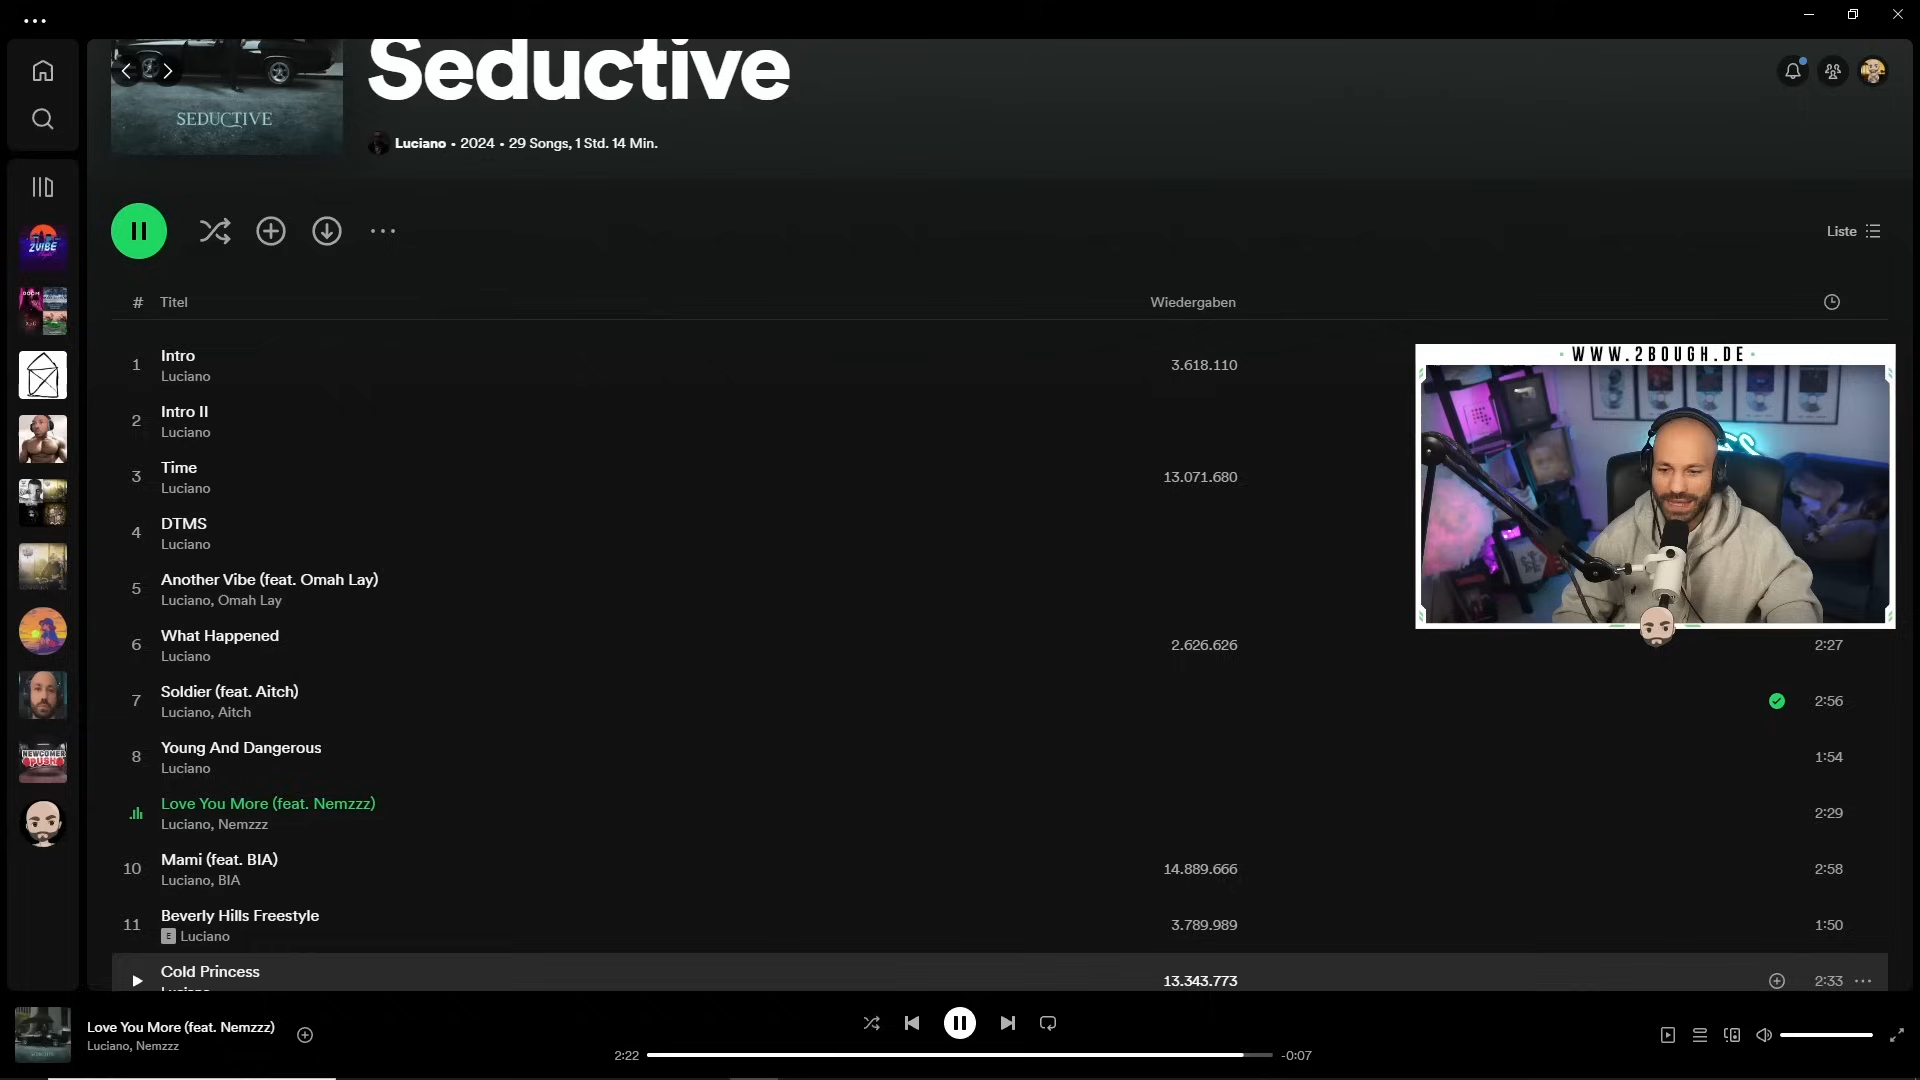 Seductive
SEDUCTIVE
Luciano • 2024 • 29 Songs, 1 Std. 14 Min.
Liste
# Titel Wiedergaben
1 Intro 3.618.110
Luciano
2 Intro II
Luciano
3 Time 13.071.680
Luciano
4 DTMS
Luciano
5 Another Vibe (feat. Omah Lay)
Luciano, Omah Lay
6 What Happened 2.626.626 2:27
Luciano
7 Soldier (feat. Aitch) 2:56
Luciano, Aitch
8 Young And Dangerous 1:54
Luciano
Love You More (feat. Nemzzz) 2:29
Luciano, Nemzzz
10 Mami (feat. BIA) 14.889.666 2:58
Luciano, BIA
11 Beverly Hills Freestyle 3.789.989 1:50
E Luciano
Cold Princess 13.343.773 2:33
Luciano
WWW.2BOUGH.DE
2VIBE
NEWCOMER
PUSH
Love You More (feat. Nemzzz)
Luciano, Nemzzz
2:22 -0:07